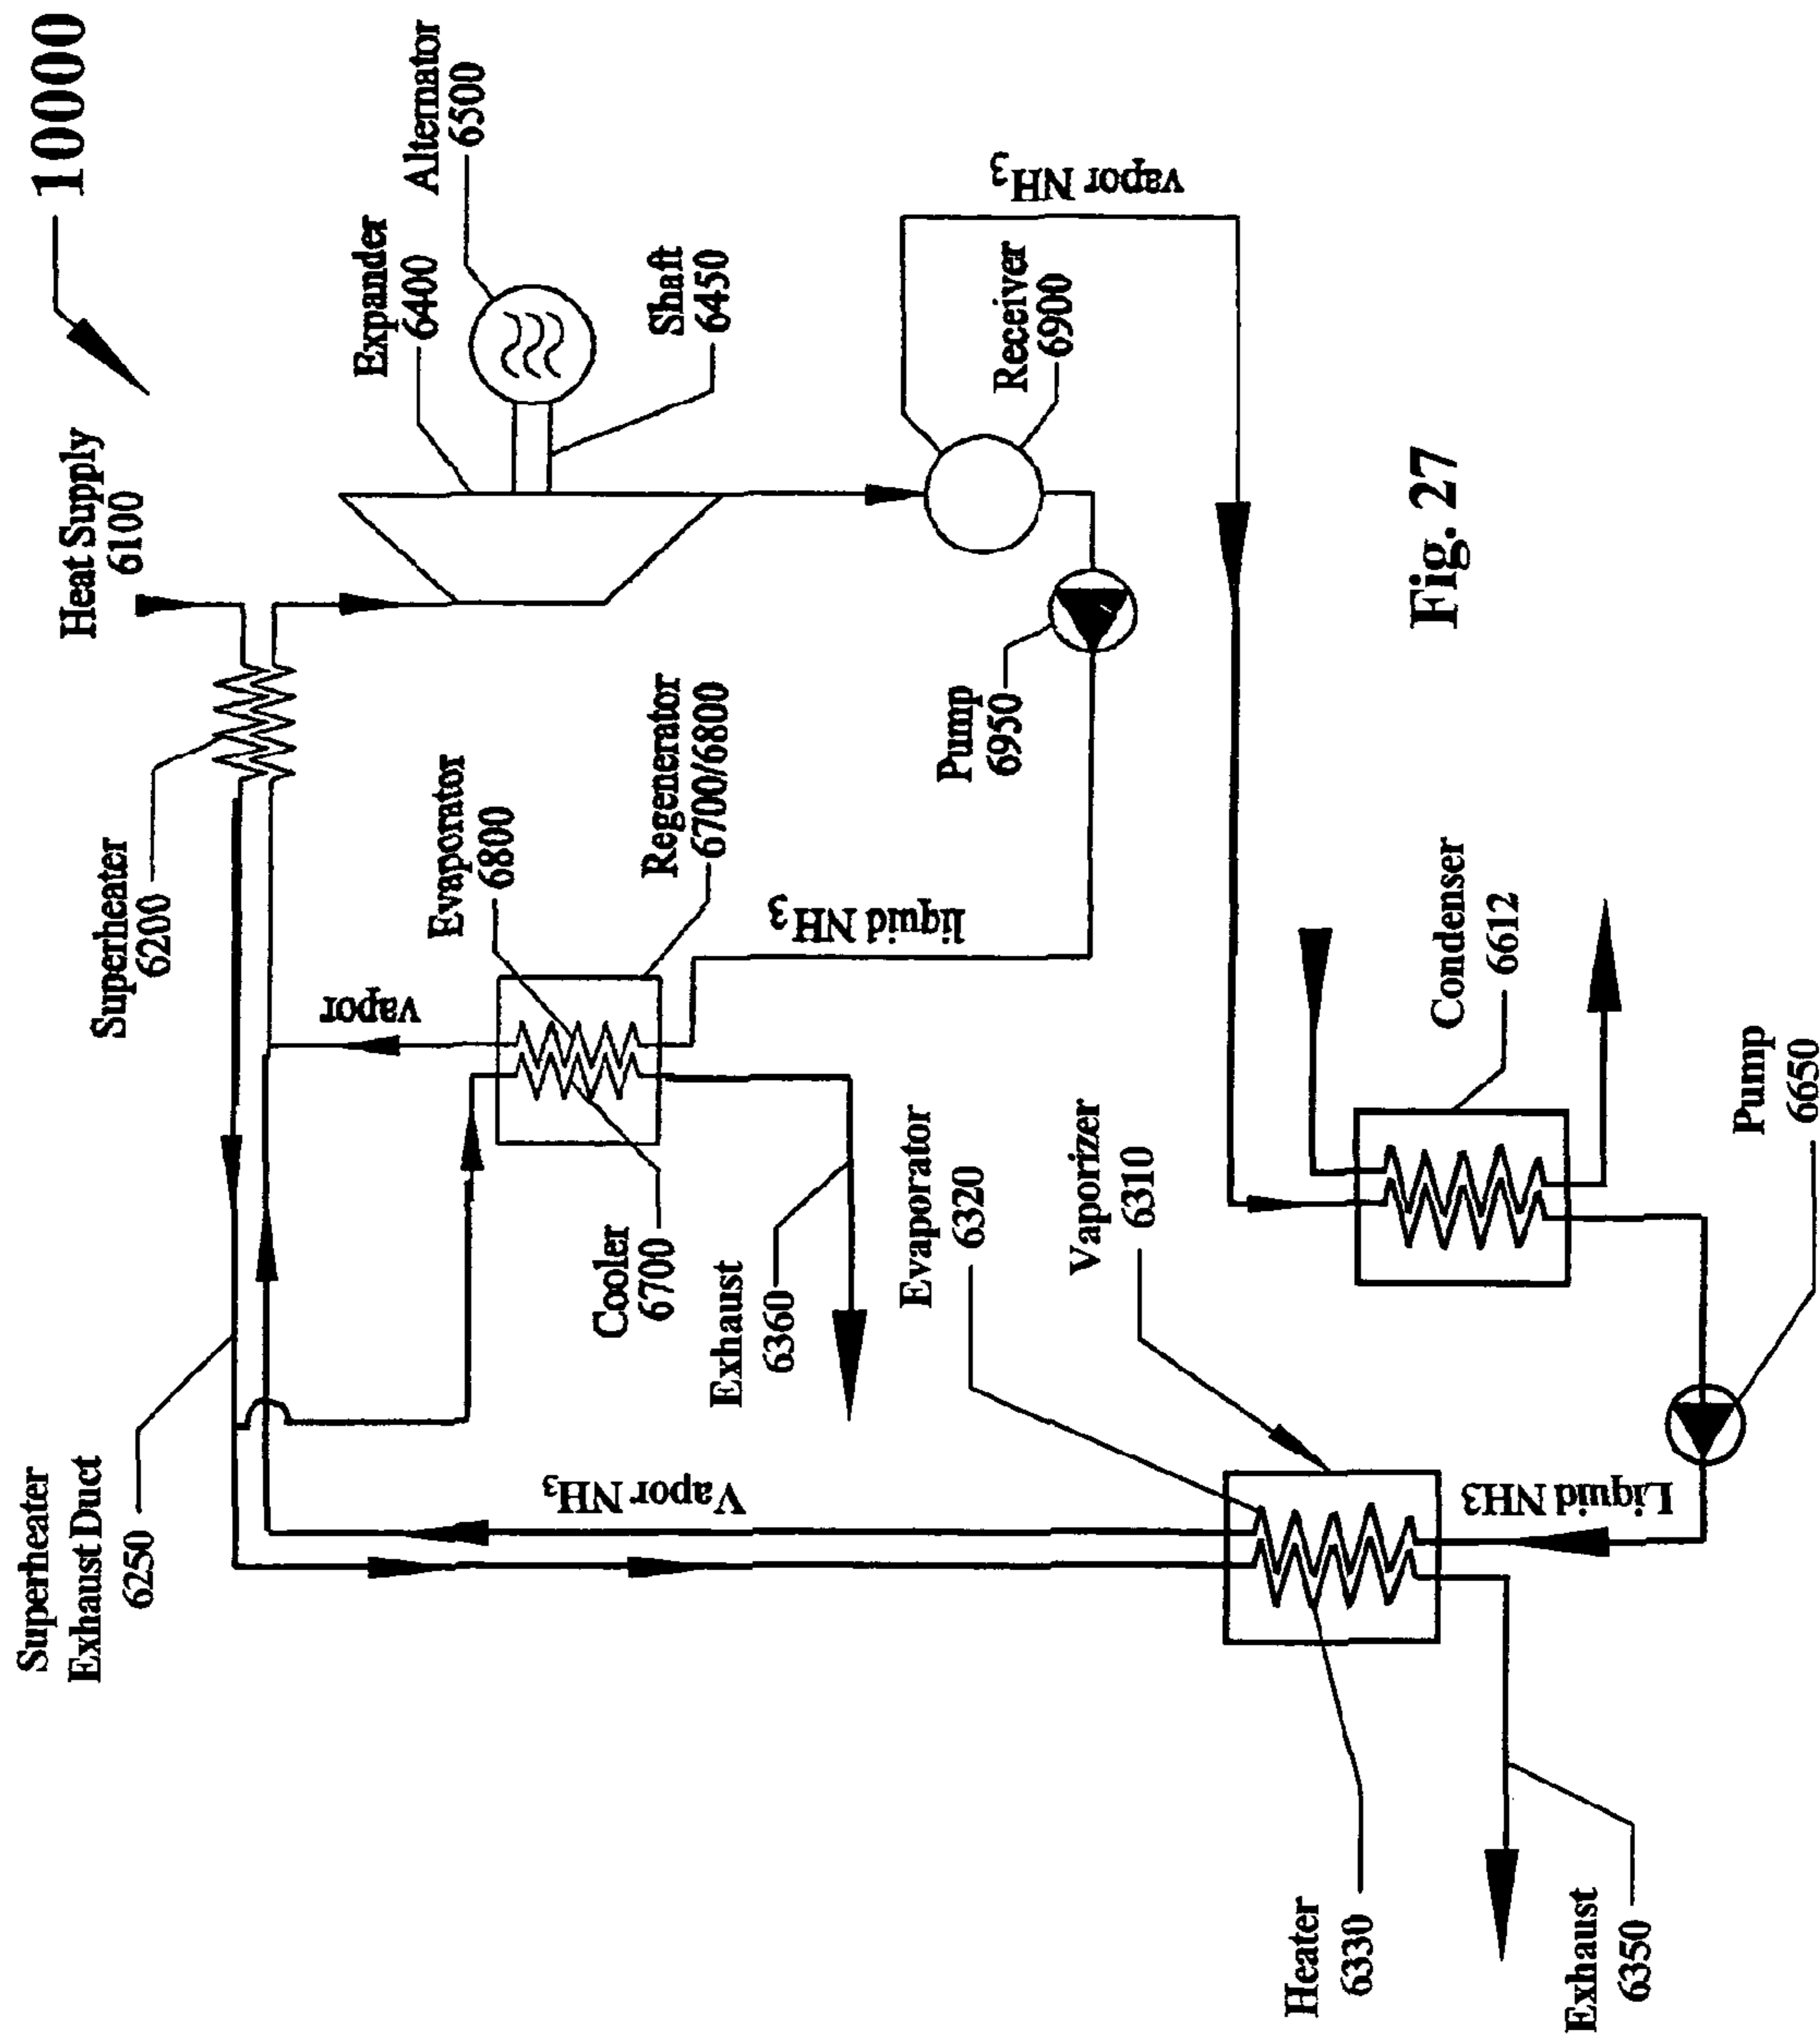 10000
Heat Supply
6100
Superheater
6200
Superheater
Exhaust Duct
6250
Expander
6400
Alternator
6500
Shaft
6450
Evaporator
6800
Regenerator
6700/6800
vapor
Cooler
6700
Exhaust
6360
liquid NH3
Pump
6950
Receiver
6900
vapor NH3
Vapor NH3
Evaporator
6320
Vaporizer
6310
Heater
6330
Exhaust
6350
Liquid NH3
Condenser
6612
Pump
6650
Fig. 27